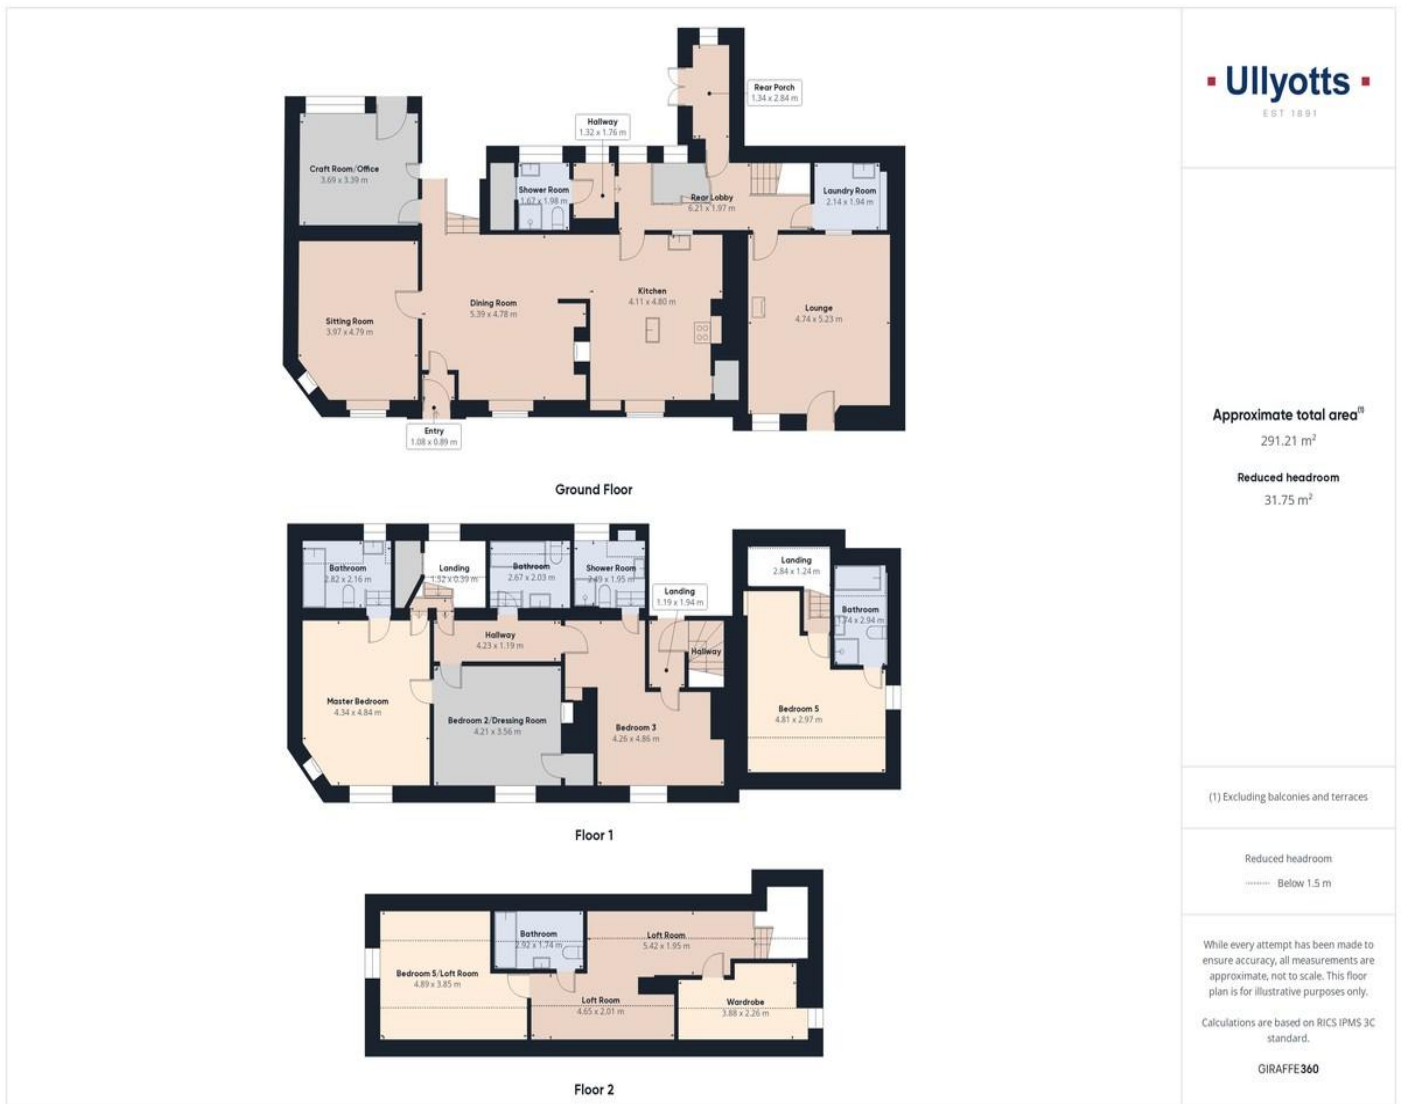 Rear Porch
1.34 x 2.84 m
Hallway
1.32 x 1.76 m
Craft Room/Office
3.69 x 3.39 m
Shower Room
1.67 x 1.98 m
Rear Lobby
6.21 x 1.97 m
Laundry Room
2.14 x 1.94 m
Sitting Room
3.97 x 4.79 m
Dining Room
5.39 x 4.78 m
Kitchen
4.11 x 4.80 m
Lounge
4.74 x 5.23 m
Entry
1.08 x 0.89 m
Ground Floor
Bathroom
2.82 x 2.16 m
Landing
1.52 x 0.39 m
Bathroom
2.67 x 2.03 m
Shower Room
2.49 x 1.95 m
Landing
1.19 x 1.94 m
Hallway
4.23 x 1.19 m
Hallway
Landing
2.84 x 1.24 m
Bathroom
1.74 x 2.94 m
Master Bedroom
4.34 x 4.84 m
Bedroom 2/Dressing Room
4.21 x 3.56 m
Bedroom 3
4.26 x 4.86 m
Bedroom 5
4.81 x 2.97 m
Floor 1
Bathroom
2.92 x 1.74 m
Loft Room
5.42 x 1.95 m
Bedroom 5/Loft Room
4.89 x 3.85 m
Loft Room
4.65 x 2.01 m
Wardrobe
3.88 x 2.26 m
Floor 2
Ullyotts
EST 1891
Approximate total area(1)
291.21 m²
Reduced headroom
31.75 m²
(1) Excluding balconies and terraces
Reduced headroom
Below 1.5 m
While every attempt has been made to
ensure accuracy, all measurements are
approximate, not to scale. This floor
plan is for illustrative purposes only.
Calculations are based on RICS IPMS 3C
standard.
GIRAFFE360